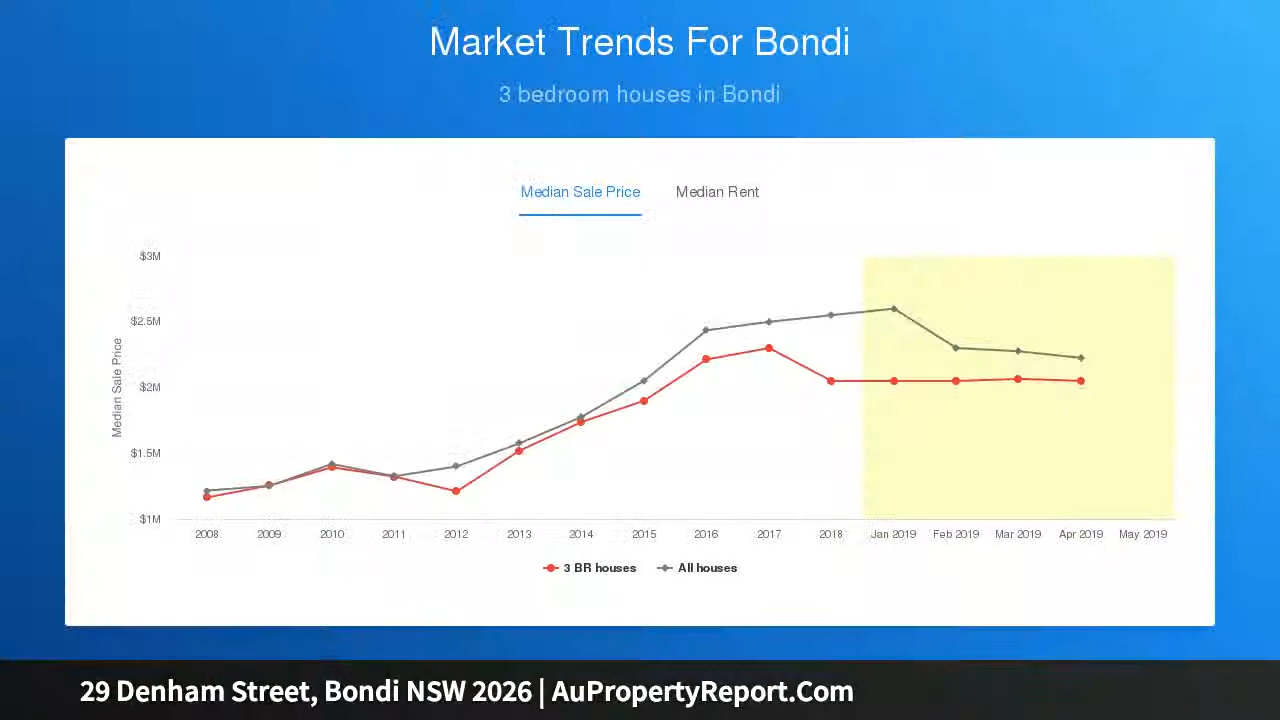 Market Trends For Bondi
3 bedroom houses in Bondi
Median Sale Price Median Rent
$3M
$2.5M
$2M
$1.5M
$1M
Median Sale Price
2008 2009 2010 2011 2012 2013 2014 2015 2016 2017 2018 Jan 2019 Feb 2019 Mar 2019 Apr 2019 May 2019
3 BR houses All houses
29 Denham Street, Bondi NSW 2026 | AuPropertyReport.Com